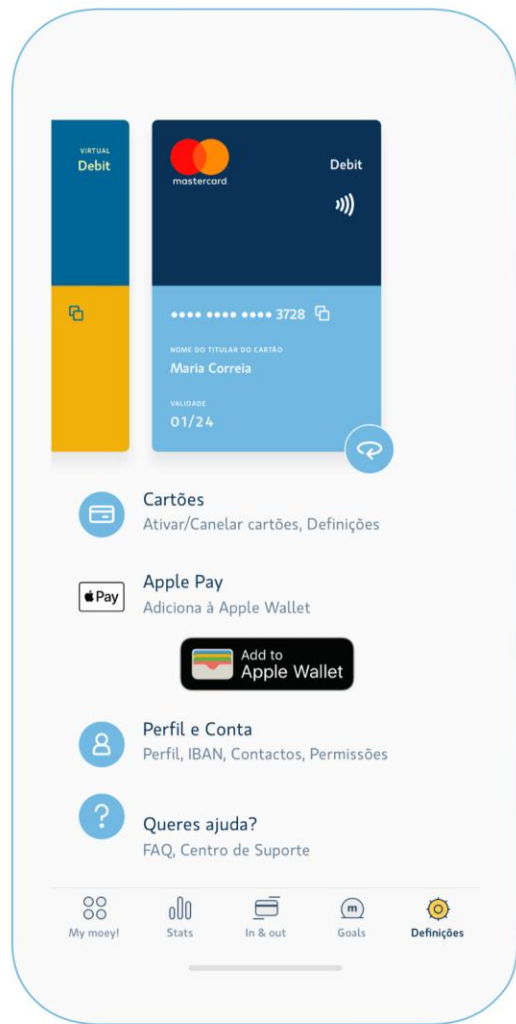 VIRTUAL
Debit
mastercard
Debit
•••• •••• •••• 3728
NOME DO TITULAR DO CARTÃO
Maria Correia
VALIDADE
01/24
Cartões
Ativar/Canelar cartões, Definições
Pay
Apple Pay
Adiciona à Apple Wallet
Add to
Apple Wallet
Perfil e Conta
Perfil, IBAN, Contactos, Permissões
?
Queres ajuda?
FAQ, Centro de Suporte
m
My moey!
Stats
In & out
Goals
Definições